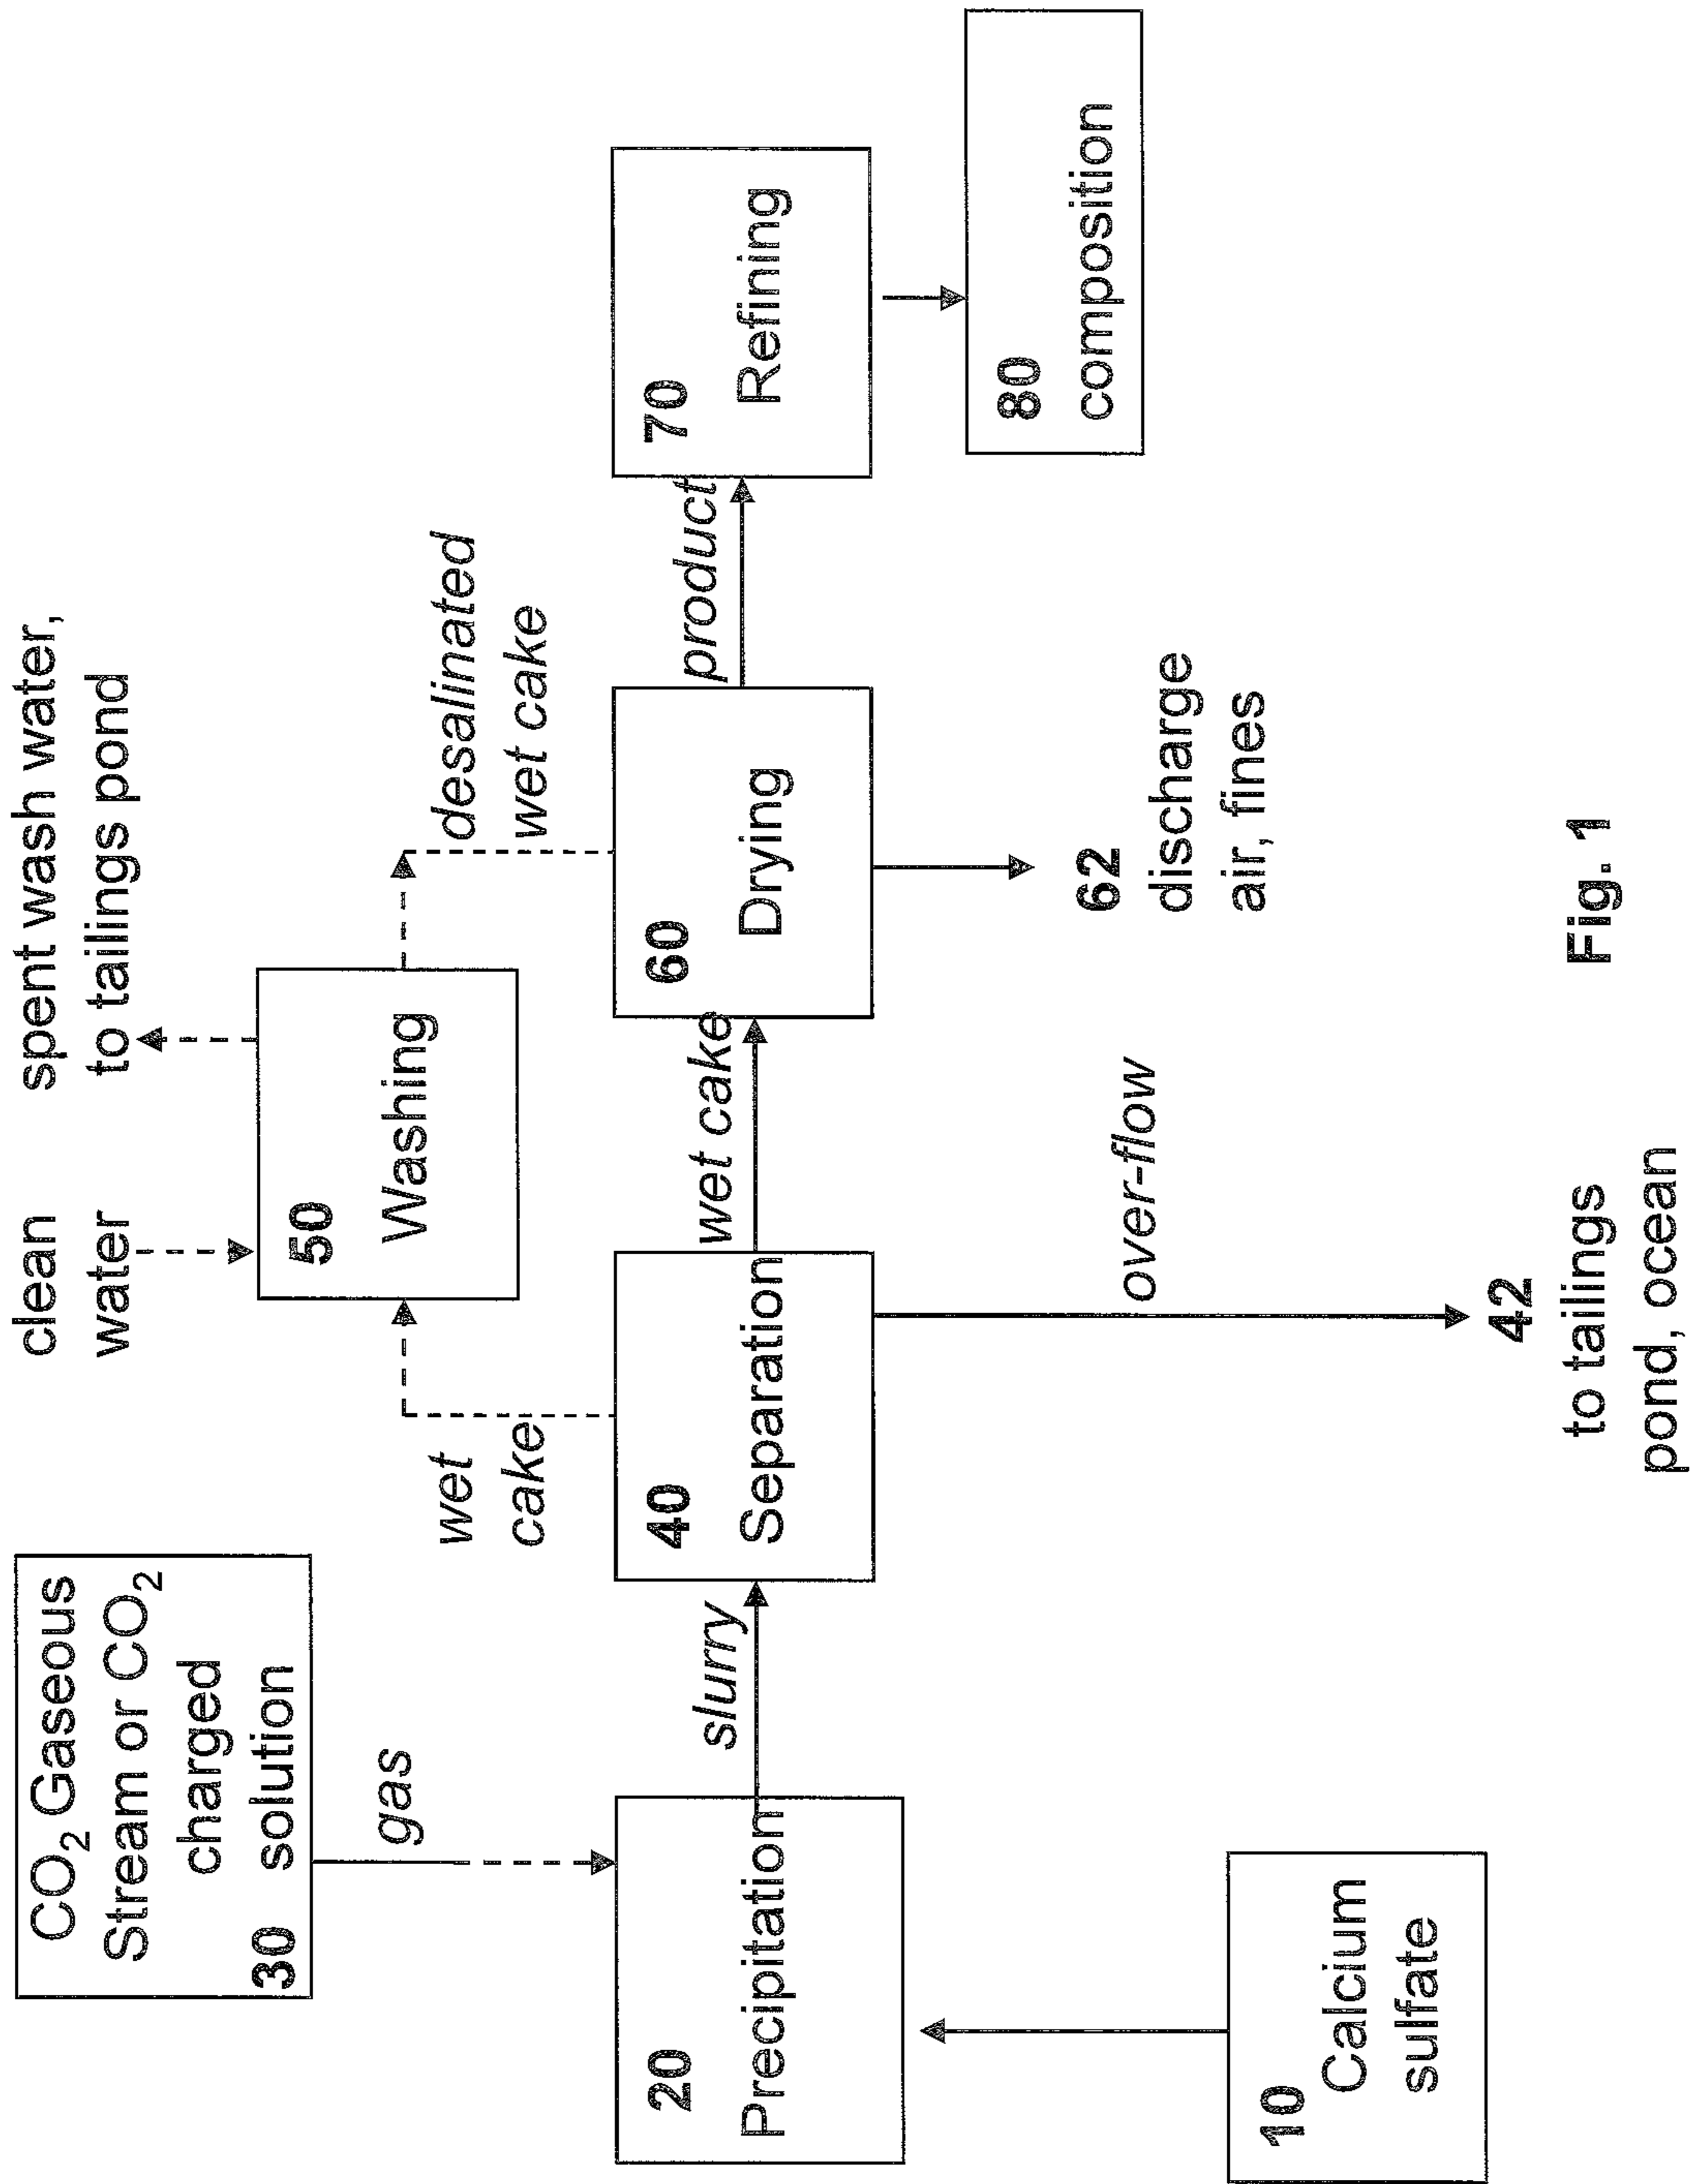 CO₂ Gaseous
Stream or CO₂
charged
30 solution
gas
clean
water
spent wash water,
to tailings pond
50
Washing
wet
cake
desalinated
wet cake
20
Precipitation
slurry
40
Separation
wet cake
60
Drying
product
70
Refining
10
Calcium
sulfate
over-flow
42
to tailings
pond, ocean
62
discharge
air, fines
80
composition
Fig. 1